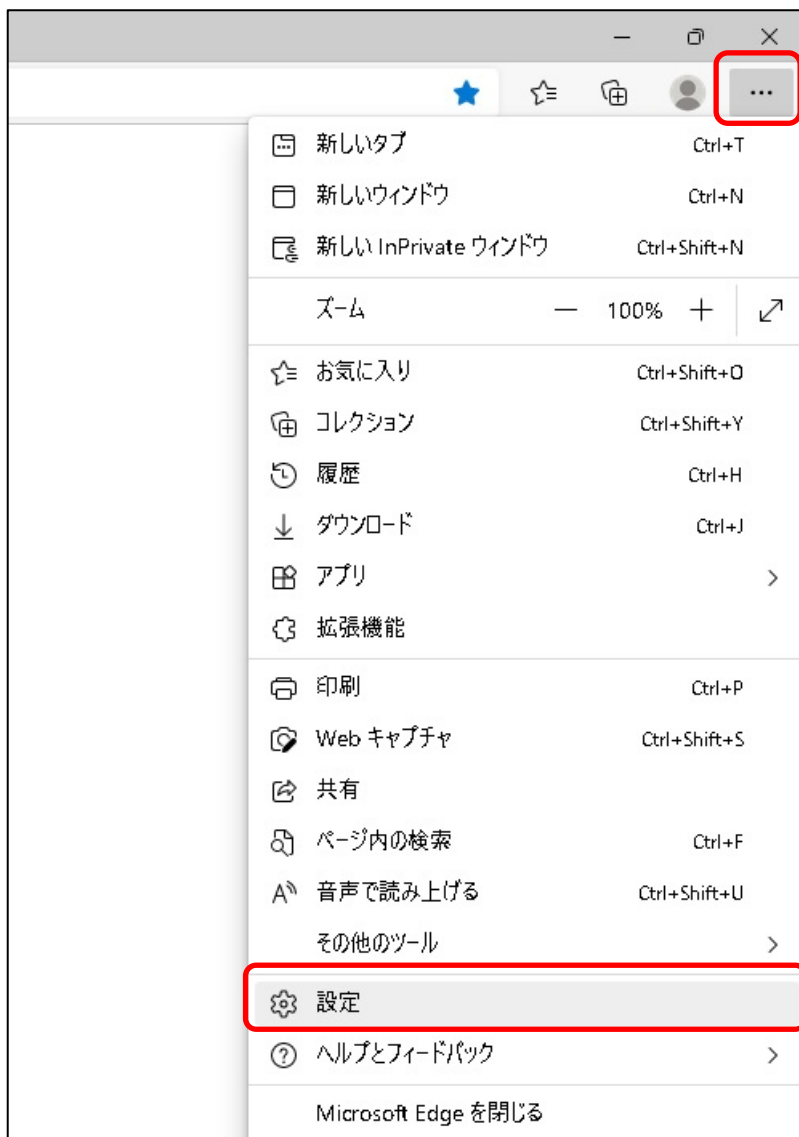 新しいタブ Ctrl+T
新しいウィンドウ Ctrl+N
新しい InPrivate ウィンドウ Ctrl+Shift+N
ズーム — 100% +
お気に入り Ctrl+Shift+O
コレクション Ctrl+Shift+Y
履歴 Ctrl+H
ダウンロード Ctrl+J
アプリ
拡張機能
印刷 Ctrl+P
Web キャプチャ Ctrl+Shift+S
共有
ページ内の検索 Ctrl+F
音声で読み上げる Ctrl+Shift+U
その他のツール
設定
ヘルプとフィードバック
Microsoft Edge を閉じる